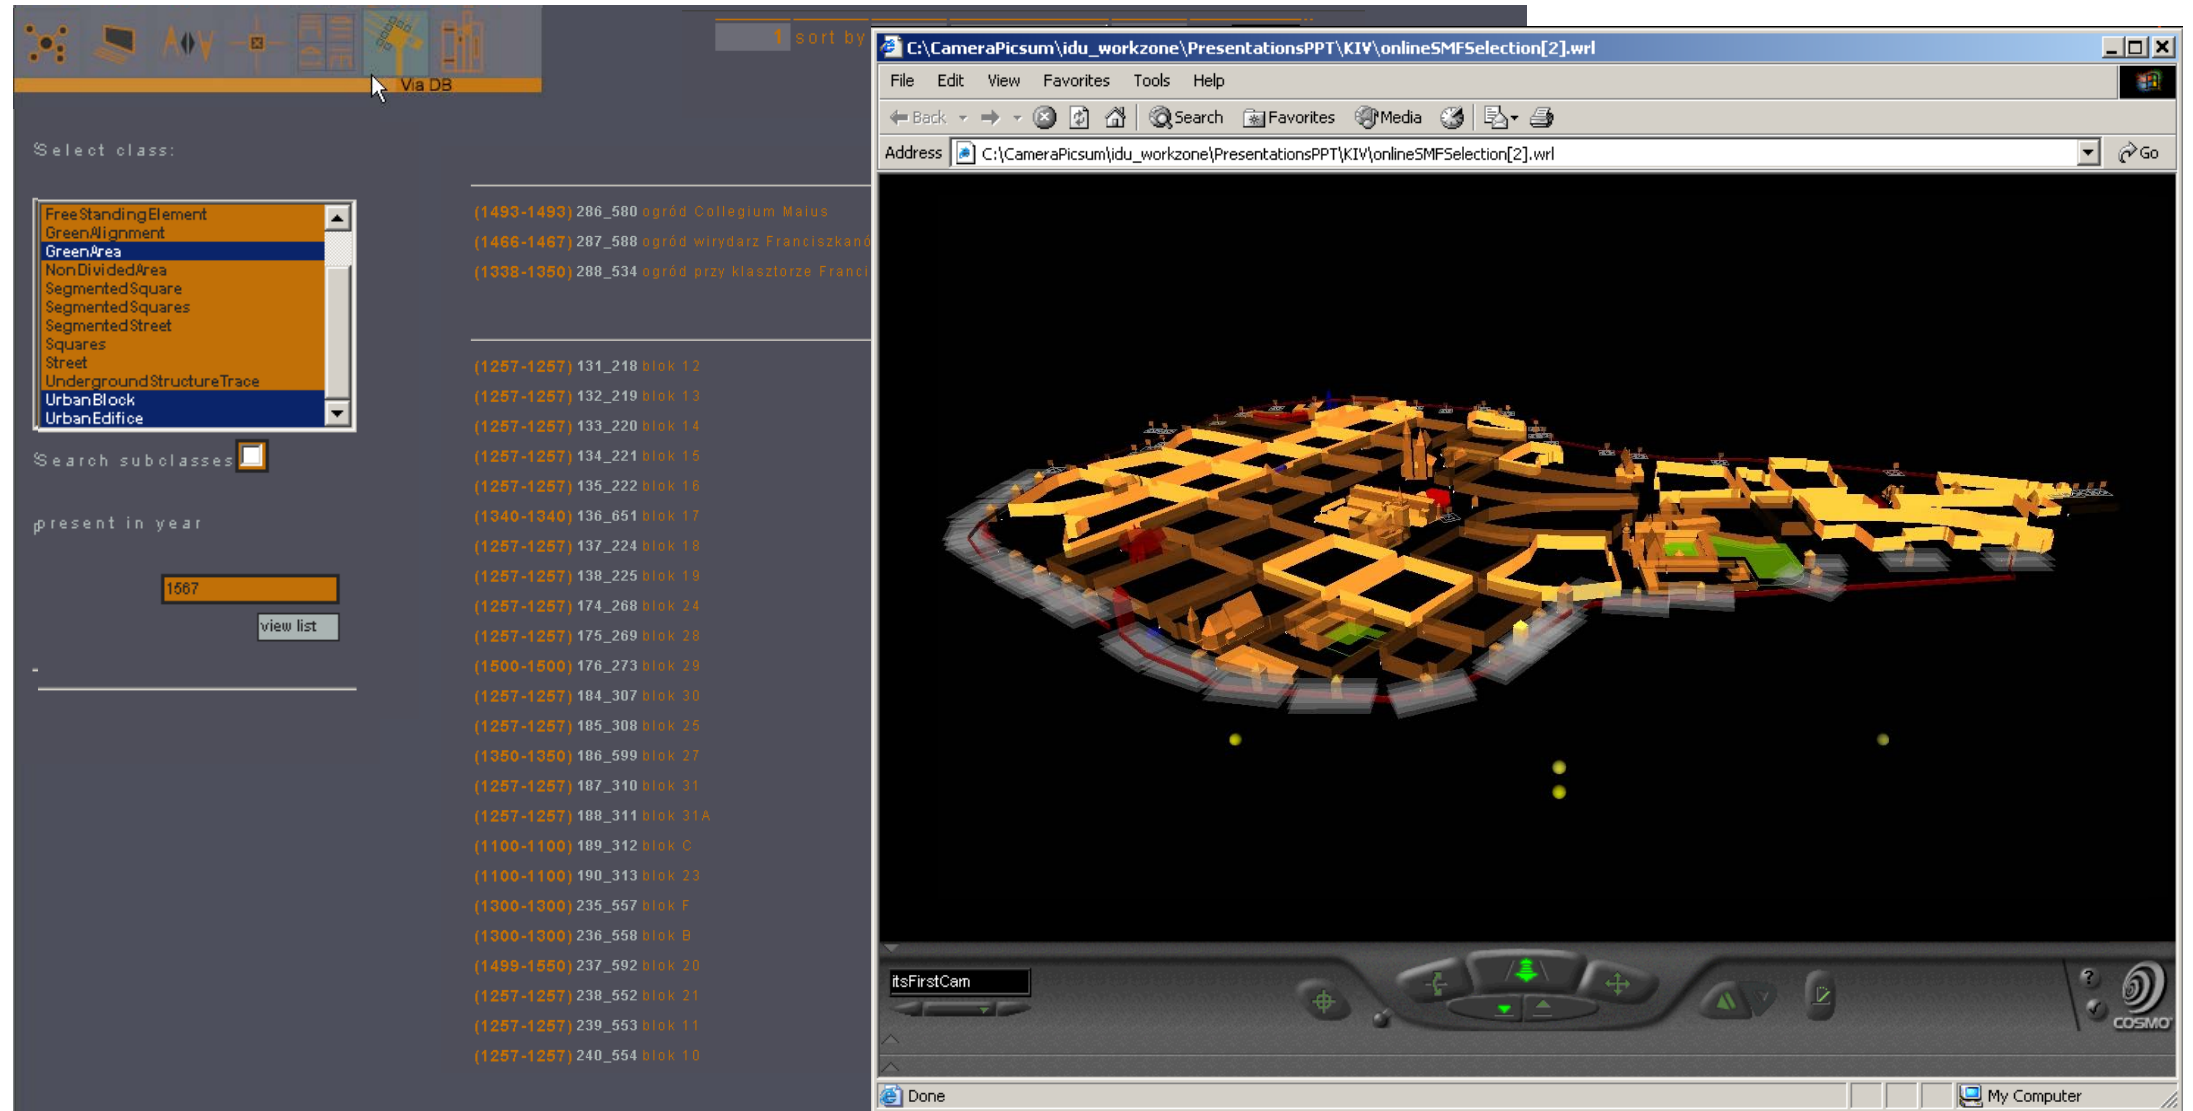 Via DB
1 sort by
Select class:
FreeStandingElement
GreenAlignment
GreenArea
NonDividedArea
SegmentedSquare
SegmentedSquares
SegmentedStreet
Squares
Street
UndergroundStructureTrace
UrbanBlock
UrbanEdifice
Search subclasses
present in year
1567
view list
(1493-1493) 286_580 ogród Collegium Maius
(1466-1467) 287_588 ogród wirydarz Franciszkanó
(1338-1350) 288_534 ogród przy klasztorze Franci
(1257-1257) 131_218 blok 12
(1257-1257) 132_219 blok 13
(1257-1257) 133_220 blok 14
(1257-1257) 134_221 blok 15
(1257-1257) 135_222 blok 16
(1340-1340) 136_651 blok 17
(1257-1257) 137_224 blok 18
(1257-1257) 138_225 blok 19
(1257-1257) 174_268 blok 24
(1257-1257) 175_269 blok 28
(1500-1500) 176_273 blok 29
(1257-1257) 184_307 blok 30
(1257-1257) 185_308 blok 25
(1350-1350) 186_599 blok 27
(1257-1257) 187_310 blok 31
(1257-1257) 188_311 blok 31A
(1100-1100) 189_312 blok C
(1100-1100) 190_313 blok 23
(1300-1300) 235_557 blok F
(1300-1300) 236_558 blok B
(1499-1550) 237_592 blok 20
(1257-1257) 238_552 blok 21
(1257-1257) 239_553 blok 11
(1257-1257) 240_554 blok 10
C:\CameraPicsum\idu_workzone\PresentationsPPT\KIV\onlineSMFSelection[2].wrl
File Edit View Favorites Tools Help
Back Search Favorites Media
Address C:\CameraPicsum\idu_workzone\PresentationsPPT\KIV\onlineSMFSelection[2].wrl Go
itsFirstCam
?
COSMO
Done My Computer